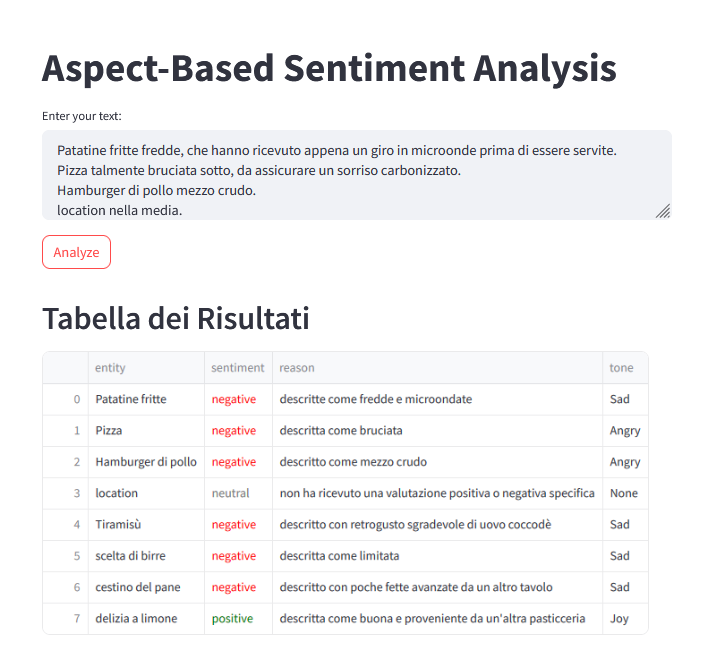 Aspect-Based Sentiment Analysis
Enter your text:
Patatine fritte fredde, che hanno ricevuto appena un giro in microonde prima di essere servite.
Pizza talmente bruciata sotto, da assicurare un sorriso carbonizzato.
Hamburger di pollo mezzo crudo.
location nella media.
Analyze
Tabella dei Risultati
entity sentiment reason tone
0 Patatine fritte negative descritte come fredde e microondate Sad
1 Pizza negative descritta come bruciata Angry
2 Hamburger di pollo negative descritto come mezzo crudo Angry
3 location neutral non ha ricevuto una valutazione positiva o negativa specifica None
4 Tiramisù negative descritto con retrogusto sgradevole di uovo coccodè Sad
5 scelta di birre negative descritta come limitata Sad
6 cestino del pane negative descritto con poche fette avanzate da un altro tavolo Sad
7 delizia a limone positive descritta come buona e proveniente da un'altra pasticceria Joy